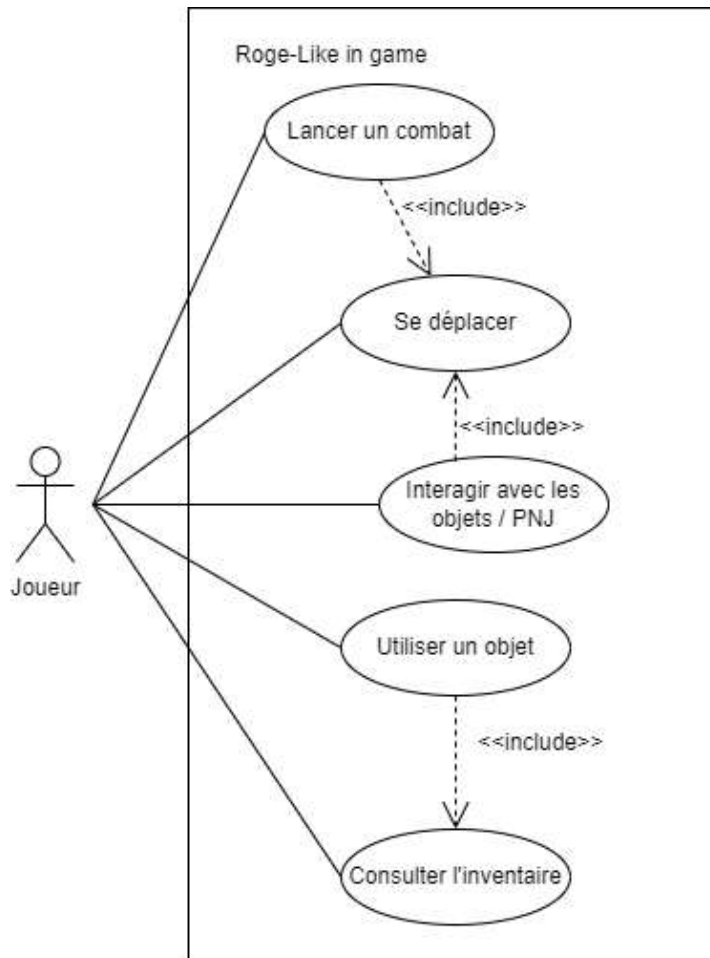 Roge-Like in game
Lancer un combat
<<include>>
Se déplacer
<<include>>
Interagir avec les
objets / PNJ
Joueur
Utiliser un objet
<<include>>
Consulter l'inventaire